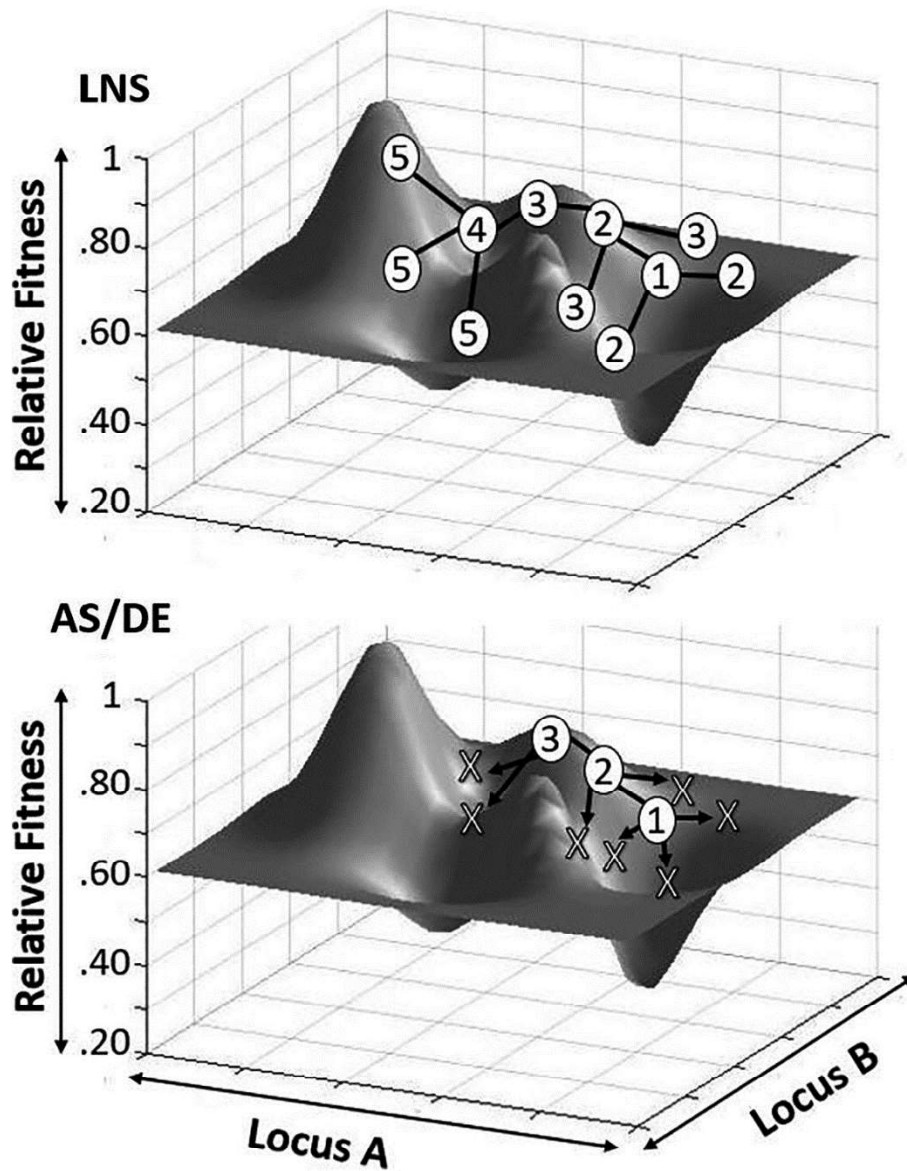 LNS
Relative Fitness
1
.80
.60
.40
.20
5
4
3
2
3
5
1
2
3
5
2
AS/DE
Relative Fitness
1
.80
.60
.40
.20
3
2
1
X
X
X
X
X
X
X
Locus A
Locus B